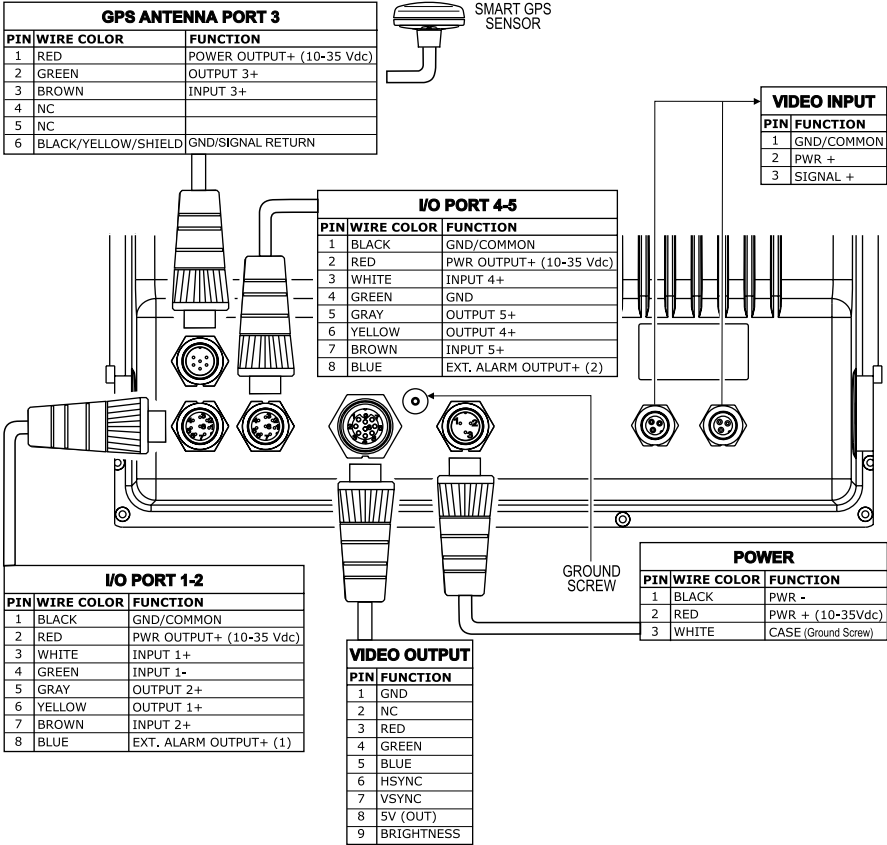 GPS ANTENNA PORT 3
PIN WIRE COLOR FUNCTION
1 RED POWER OUTPUT+ (10-35 Vdc)
2 GREEN OUTPUT 3+
3 BROWN INPUT 3+
4 NC
5 NC
6 BLACK/YELLOW/SHIELD GND/SIGNAL RETURN
SMART GPS
SENSOR
VIDEO INPUT
PIN FUNCTION
1 GND/COMMON
2 PWR +
3 SIGNAL +
I/O PORT 4-5
PIN WIRE COLOR FUNCTION
1 BLACK GND/COMMON
2 RED PWR OUTPUT+ (10-35 Vdc)
3 WHITE INPUT 4+
4 GREEN GND
5 GRAY OUTPUT 5+
6 YELLOW OUTPUT 4+
7 BROWN INPUT 5+
8 BLUE EXT. ALARM OUTPUT+ (2)
I/O PORT 1-2
PIN WIRE COLOR FUNCTION
1 BLACK GND/COMMON
2 RED PWR OUTPUT+ (10-35 Vdc)
3 WHITE INPUT 1+
4 GREEN INPUT 1-
5 GRAY OUTPUT 2+
6 YELLOW OUTPUT 1+
7 BROWN INPUT 2+
8 BLUE EXT. ALARM OUTPUT+ (1)
GROUND
SCREW
POWER
PIN WIRE COLOR FUNCTION
1 BLACK PWR -
2 RED PWR + (10-35Vdc)
3 WHITE CASE (Ground Screw)
VIDEO OUTPUT
PIN FUNCTION
1 GND
2 NC
3 RED
4 GREEN
5 BLUE
6 HSYNC
7 VSYNC
8 5V (OUT)
9 BRIGHTNESS